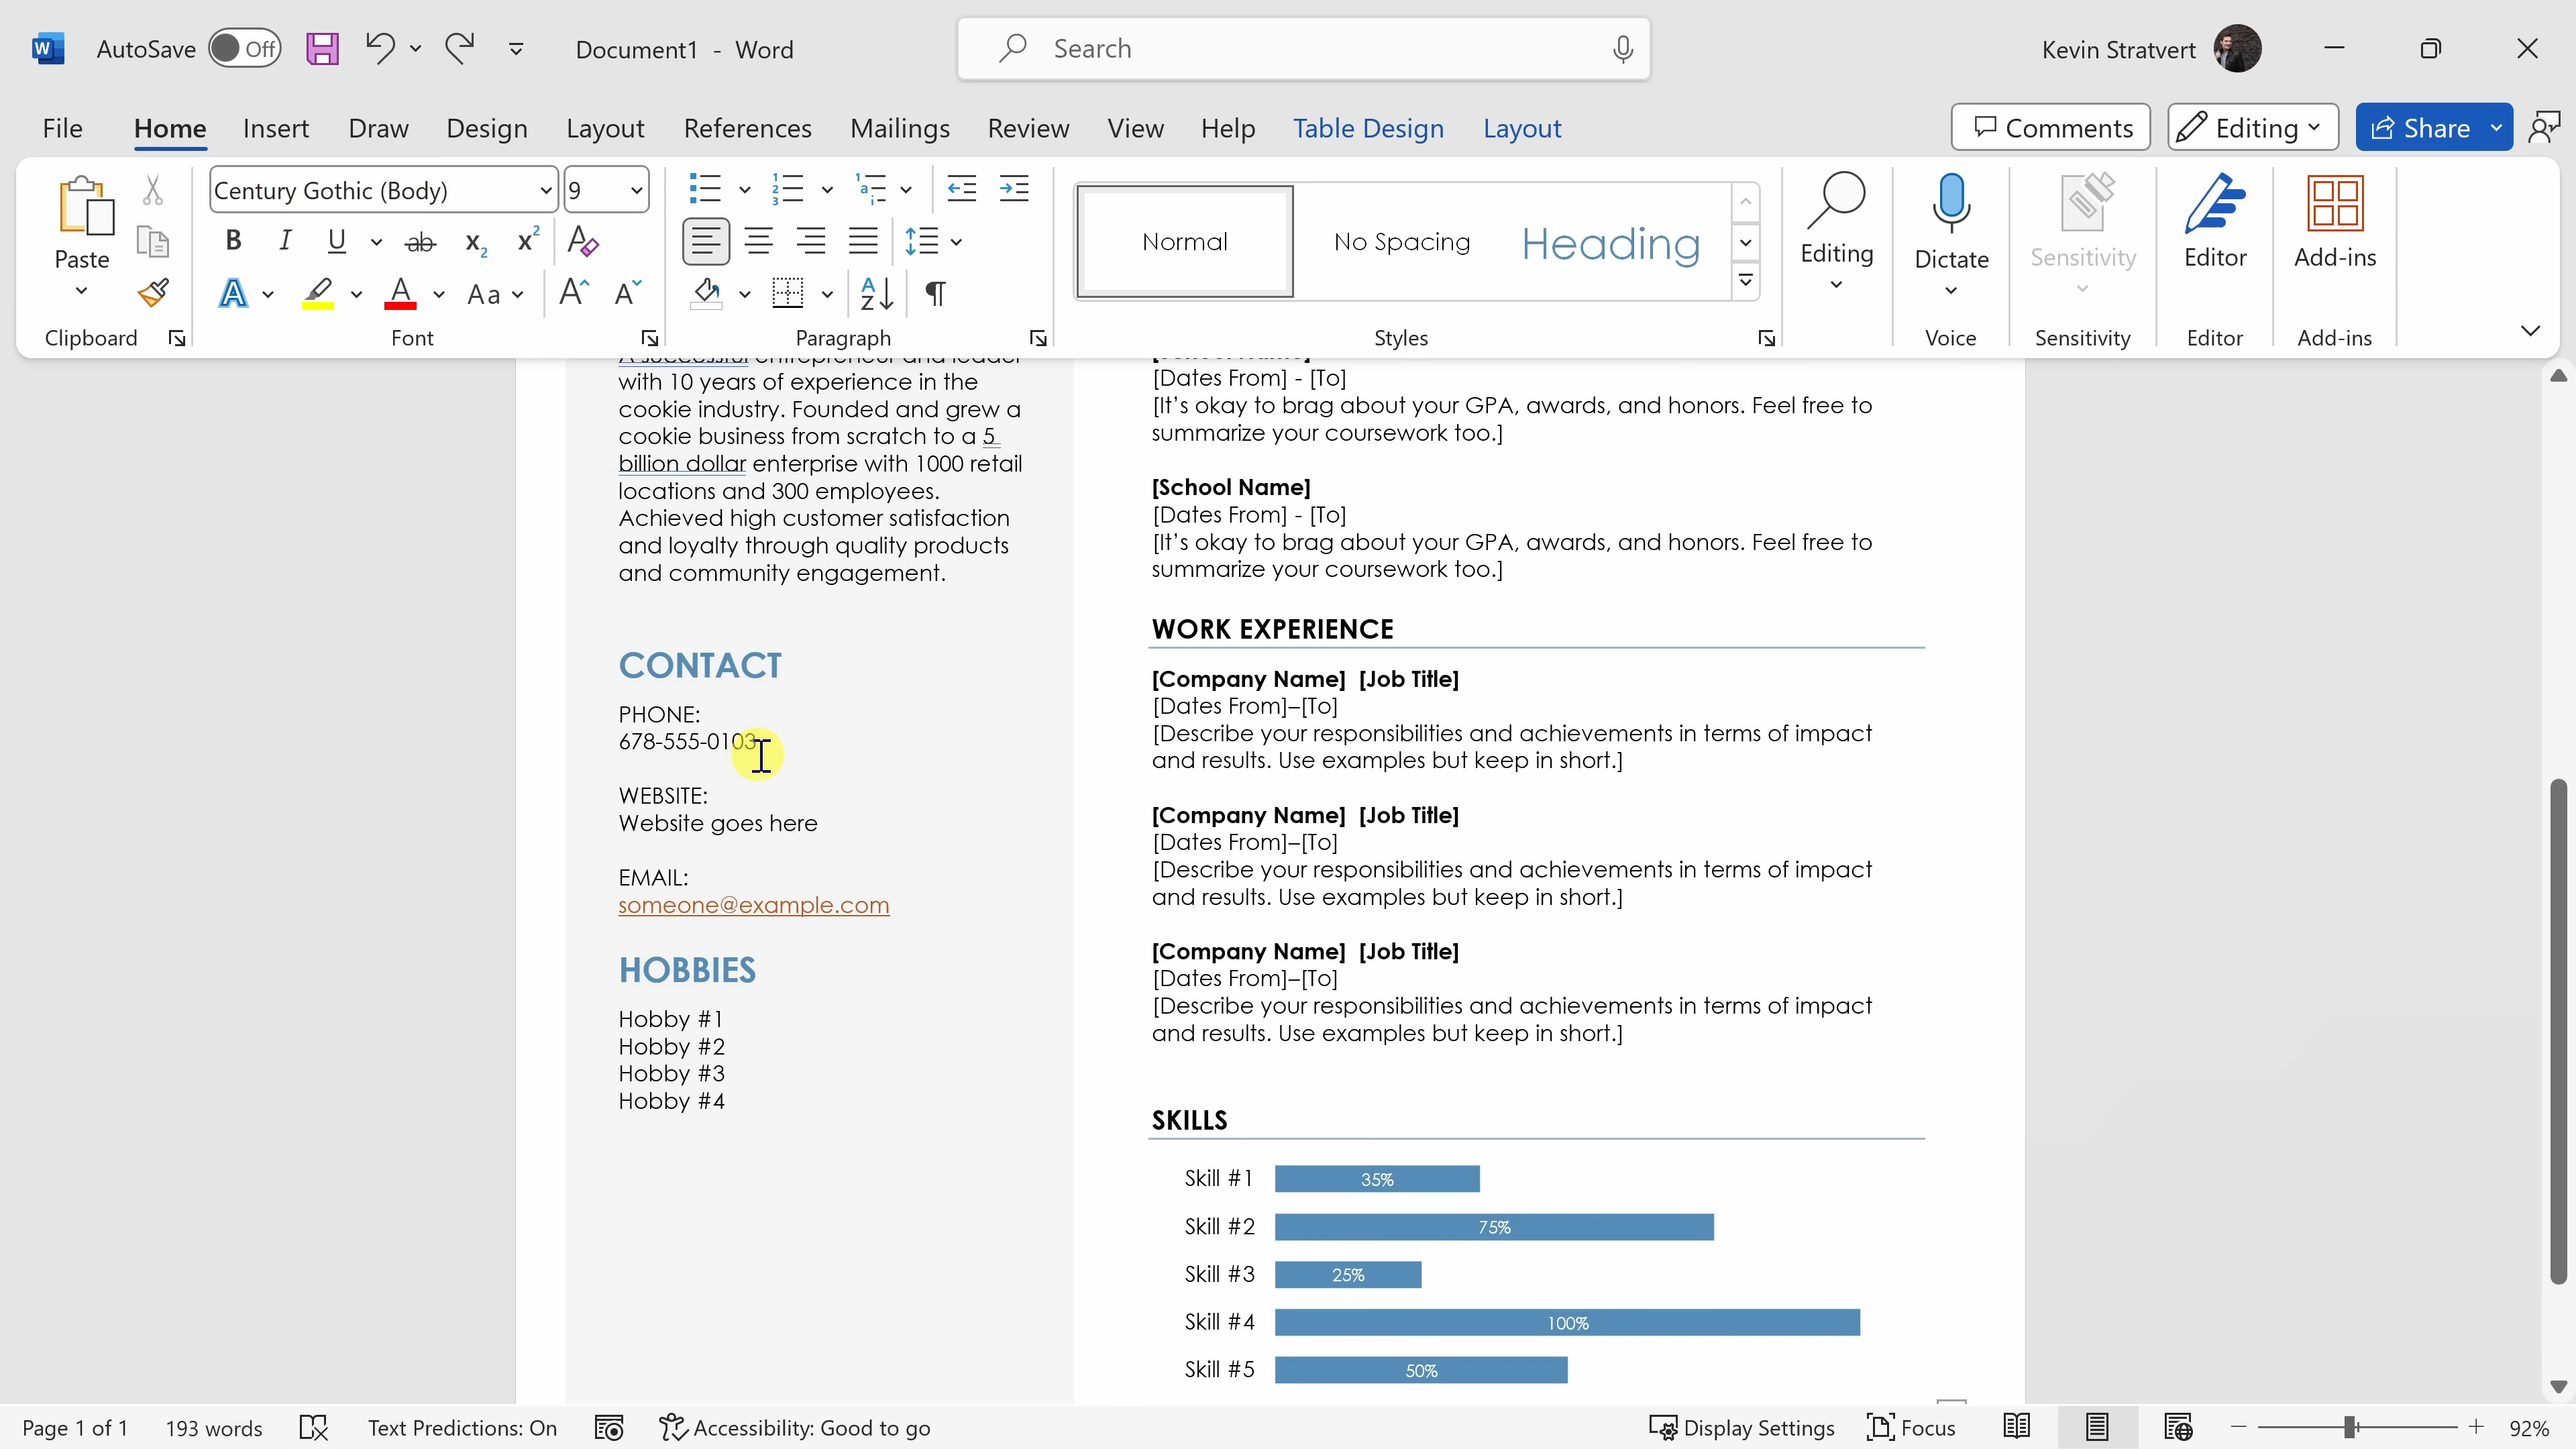 AutoSave Off Document1 - Word Search Kevin Stratvert
File Home Insert Draw Design Layout References Mailings Review View Help Table Design Layout Comments Editing Share
Paste
Clipboard
Century Gothic (Body) 9
Font
Paragraph
Normal No Spacing Heading
Styles
Editing
Dictate
Voice
Sensitivity
Sensitivity
Editor
Editor
Add-ins
Add-ins
A successful entrepreneur and leader
with 10 years of experience in the
cookie industry. Founded and grew a
cookie business from scratch to a 5
billion dollar enterprise with 1000 retail
locations and 300 employees.
Achieved high customer satisfaction
and loyalty through quality products
and community engagement.
CONTACT
PHONE:
678-555-0103
WEBSITE:
Website goes here
EMAIL:
someone@example.com
HOBBIES
Hobby #1
Hobby #2
Hobby #3
Hobby #4
[School Name]
[Dates From] - [To]
[It's okay to brag about your GPA, awards, and honors. Feel free to
summarize your coursework too.]
[School Name]
[Dates From] - [To]
[It's okay to brag about your GPA, awards, and honors. Feel free to
summarize your coursework too.]
WORK EXPERIENCE
[Company Name] [Job Title]
[Dates From]–[To]
[Describe your responsibilities and achievements in terms of impact
and results. Use examples but keep in short.]
[Company Name] [Job Title]
[Dates From]–[To]
[Describe your responsibilities and achievements in terms of impact
and results. Use examples but keep in short.]
[Company Name] [Job Title]
[Dates From]–[To]
[Describe your responsibilities and achievements in terms of impact
and results. Use examples but keep in short.]
SKILLS
Skill #1 35%
Skill #2 75%
Skill #3 25%
Skill #4 100%
Skill #5 50%
Page 1 of 1 193 words Text Predictions: On Accessibility: Good to go Display Settings Focus 92%